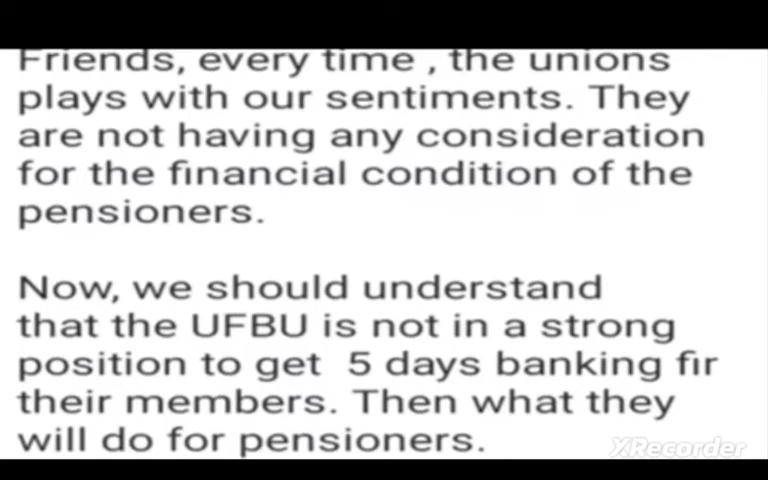 Friends, every time , the unions
plays with our sentiments. They
are not having any consideration
for the financial condition of the
pensioners.
Now, we should understand
that the UFBU is not in a strong
position to get 5 days banking fir
their members. Then what they
will do for pensioners.
XRecorder